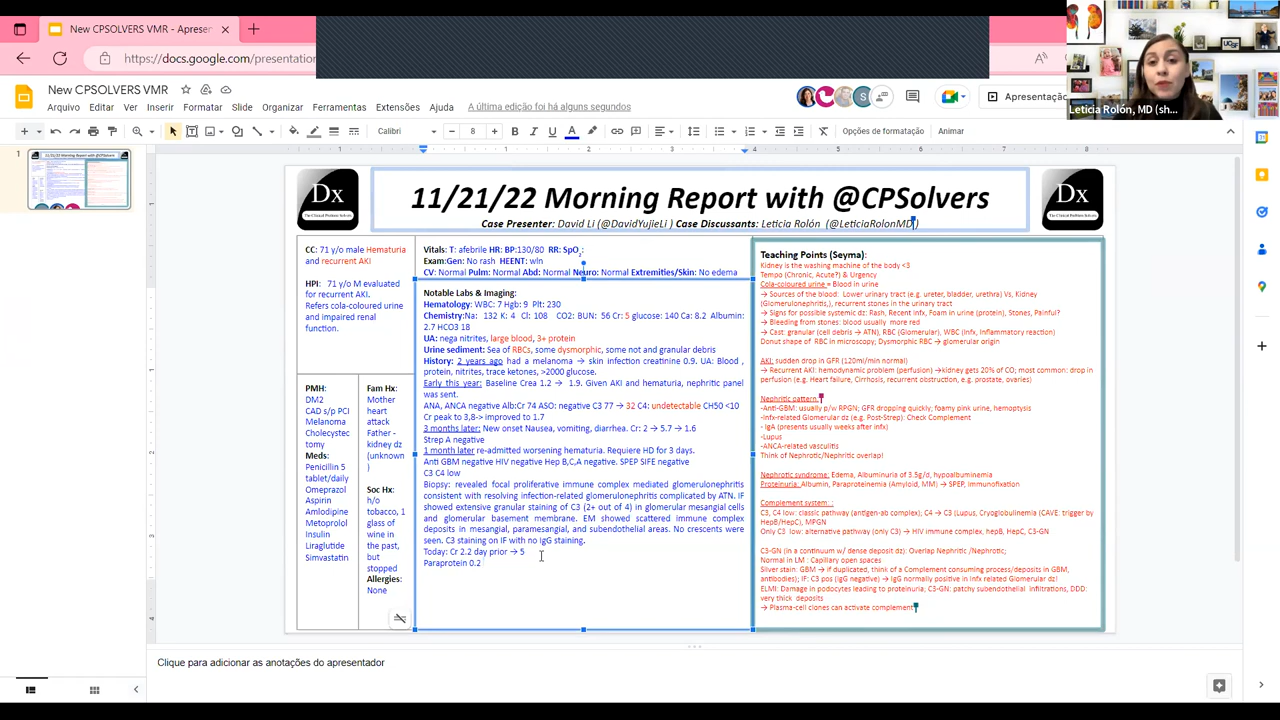 New CPSOLVERS VMR - Apresen
https://docs.google.com/presentation
New CPSOLVERS VMR
Arquivo Editar Ver Inserir Formatar Slide Organizar Ferramentas Extensões Ajuda A última edição foi há alguns segundos
Apresentação
Leticia Rolón, MD (sh...
UCSF
Calibri 8 Opções de formatação Animar
11/21/22 Morning Report with @CPSolvers
Case Presenter: David Li (@DavidYujieLi ) Case Discussants: Leticia Rolón (@LeticiaRolonMD )
Dx
The Clinical Problem Solvers
Dx
The Clinical Problem Solvers
CC: 71 y/o male Hematuria
and recurrent AKI
HPI: 71 y/o M evaluated
for recurrent AKI.
Refers cola-coloured urine
and impaired renal
function.
PMH:
DM2
CAD s/p PCI
Melanoma
Cholecystec
tomy
Meds:
Penicillin 5
tablet/daily
Omeprazol
Aspirin
Amlodipine
Metoprolol
Insulin
Liraglutide
Simvastatin
Fam Hx:
Mother
heart
attack
Father -
kidney dz
(unknown
)
Soc Hx:
h/o
tobacco, 1
glass of
wine in
the past,
but
stopped
Allergies:
None
Vitals: T: afebrile HR: BP:130/80 RR: SpO2:
Exam:Gen: No rash HEENT: wln
CV: Normal Pulm: Normal Abd: Normal Neuro: Normal Extremities/Skin: No edema
Notable Labs & Imaging:
Hematology: WBC: 7 Hgb: 9 Plt: 230
Chemistry:Na: 132 K: 4 Cl: 108 CO2: BUN: 56 Cr: 5 glucose: 140 Ca: 8.2 Albumin:
2.7 HCO3 18
UA: nega nitrites, large blood, 3+ protein
Urine sediment: Sea of RBCs, some dysmorphic, some not and granular debris
History: 2 years ago had a melanoma → skin infection creatinine 0.9. UA: Blood ,
protein, nitrites, trace ketones, >2000 glucose.
Early this year: Baseline Crea 1.2 → 1.9. Given AKI and hematuria, nephritic panel
was sent.
ANA, ANCA negative Alb:Cr 74 ASO: negative C3 77 → 32 C4: undetectable CH50 <10
Cr peak to 3,8-> improved to 1.7
3 months later: New onset Nausea, vomiting, diarrhea. Cr: 2 → 5.7 → 1.6
Strep A negative
1 month later re-admitted worsening hematuria. Requiere HD for 3 days.
Anti GBM negative HIV negative Hep B,C,A negative. SPEP SIFE negative
C3 C4 low
Biopsy: revealed focal proliferative immune complex mediated glomerulonephritis
consistent with resolving infection-related glomerulonephritis complicated by ATN. IF
showed extensive granular staining of C3 (2+ out of 4) in glomerular mesangial cells
and glomerular basement membrane. EM showed scattered immune complex
deposits in mesangial, paramesangial, and subendothelial areas. No crescents were
seen. C3 staining on IF with no IgG staining.
Today: Cr 2.2 day prior → 5
Paraprotein 0.2
Teaching Points (Seyma):
Kidney is the washing machine of the body <3
Tempo (Chronic, Acute?) & Urgency
Cola-coloured urine = Blood in urine
→ Sources of the blood. Lower urinary tract (e.g. ureter, bladder, urethra) Vs, Kidney
(Glomerulonephritis,), recurrent stones in the urinary tract
→ Signs for possible systemic dz: Rash, Recent infx, Foam in urine (protein), Stones, Painful?
→ Bleeding from stones: blood usually more red
→ Cast: granular (cell debris → ATN), RBC (Glomerular), WBC (Infx, Inflammatory reaction)
Donut shape of RBC in microscopy; Dysmorphic RBC → glomerular origin
AKI: sudden drop in GFR (120ml/min normal)
→ Recurrent AKI: hemodynamic problem (perfusion) →kidney gets 20% of CO; most common: drop in
perfusion (e.g. Heart failure, Cirrhosis, recurrent obstruction, e.g. prostate, ovaries)
Nephritic pattern:
-Anti-GBM: usually p/w RPGN; GFR dropping quickly; foamy pink urine, hemoptysis
-Infx-related Glomerular dz (e.g. Post-Strep): Check Complement
- IgA (presents usually weeks after infx)
-Lupus
-ANCA-related vasculitis
Think of Nephrotic/Nephrotic overlap!
Nephrotic syndrome: Edema, Albuminuria of 3.5g/d, hypoalbuminemia
Proteinuria: Albumin, Paraproteinemia (Amyloid, MM) → SPEP, Immunofixation
Complement system:
C3, C4 low: classic pathway (antigen-ab complex); C4 → C3 (Lupus, Cryoglobulinemia (CAVE: trigger by
HepB/HepC), MPGN
Only C3 low: alternative pathway (only C3) → HIV immune complex, hepB, HepC, C3-GN
C3-GN (in a continuum w/ dense deposit dz): Overlap Nephrotic /Nephrotic;
Normal in LM : Capillary open spaces
Silver stain: GBM → if duplicated, think of a Complement consuming process/deposits in GBM,
antibodies); IF: C3 pos (IgG negative) → IgG normally positive in Infx related Glomerular dz!
ELMI: Damage in podocytes leading to proteinuria; C3-GN: patchy subendothelial infiltrations, DDD:
very thick deposits
→ Plasma-cell clones can activate complement
Clique para adicionar as anotações do apresentador